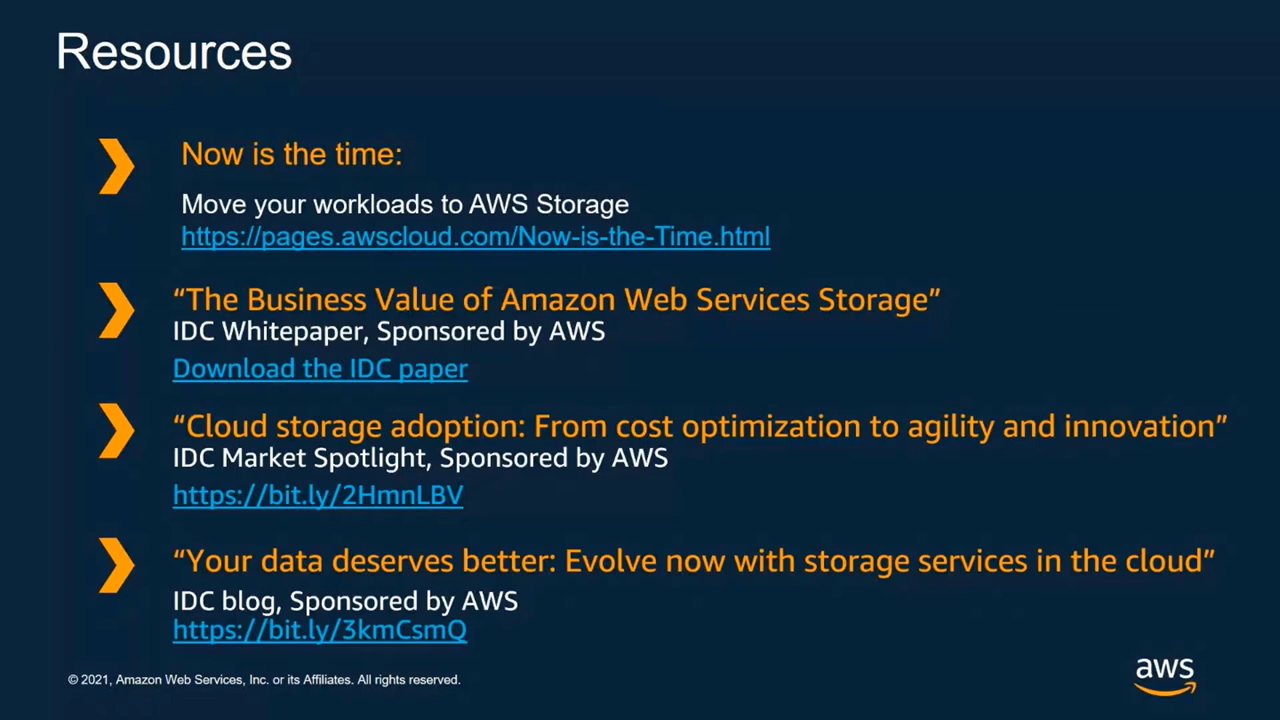 Resources
Now is the time:
Move your workloads to AWS Storage
https://pages.awscloud.com/Now-is-the-Time.html
“The Business Value of Amazon Web Services Storage”
IDC Whitepaper, Sponsored by AWS
Download the IDC paper
“Cloud storage adoption: From cost optimization to agility and innovation”
IDC Market Spotlight, Sponsored by AWS
https://bit.ly/2HmnLBV
“Your data deserves better: Evolve now with storage services in the cloud”
IDC blog, Sponsored by AWS
https://bit.ly/3kmCsmQ
© 2021, Amazon Web Services, Inc. or its Affiliates. All rights reserved.
aws